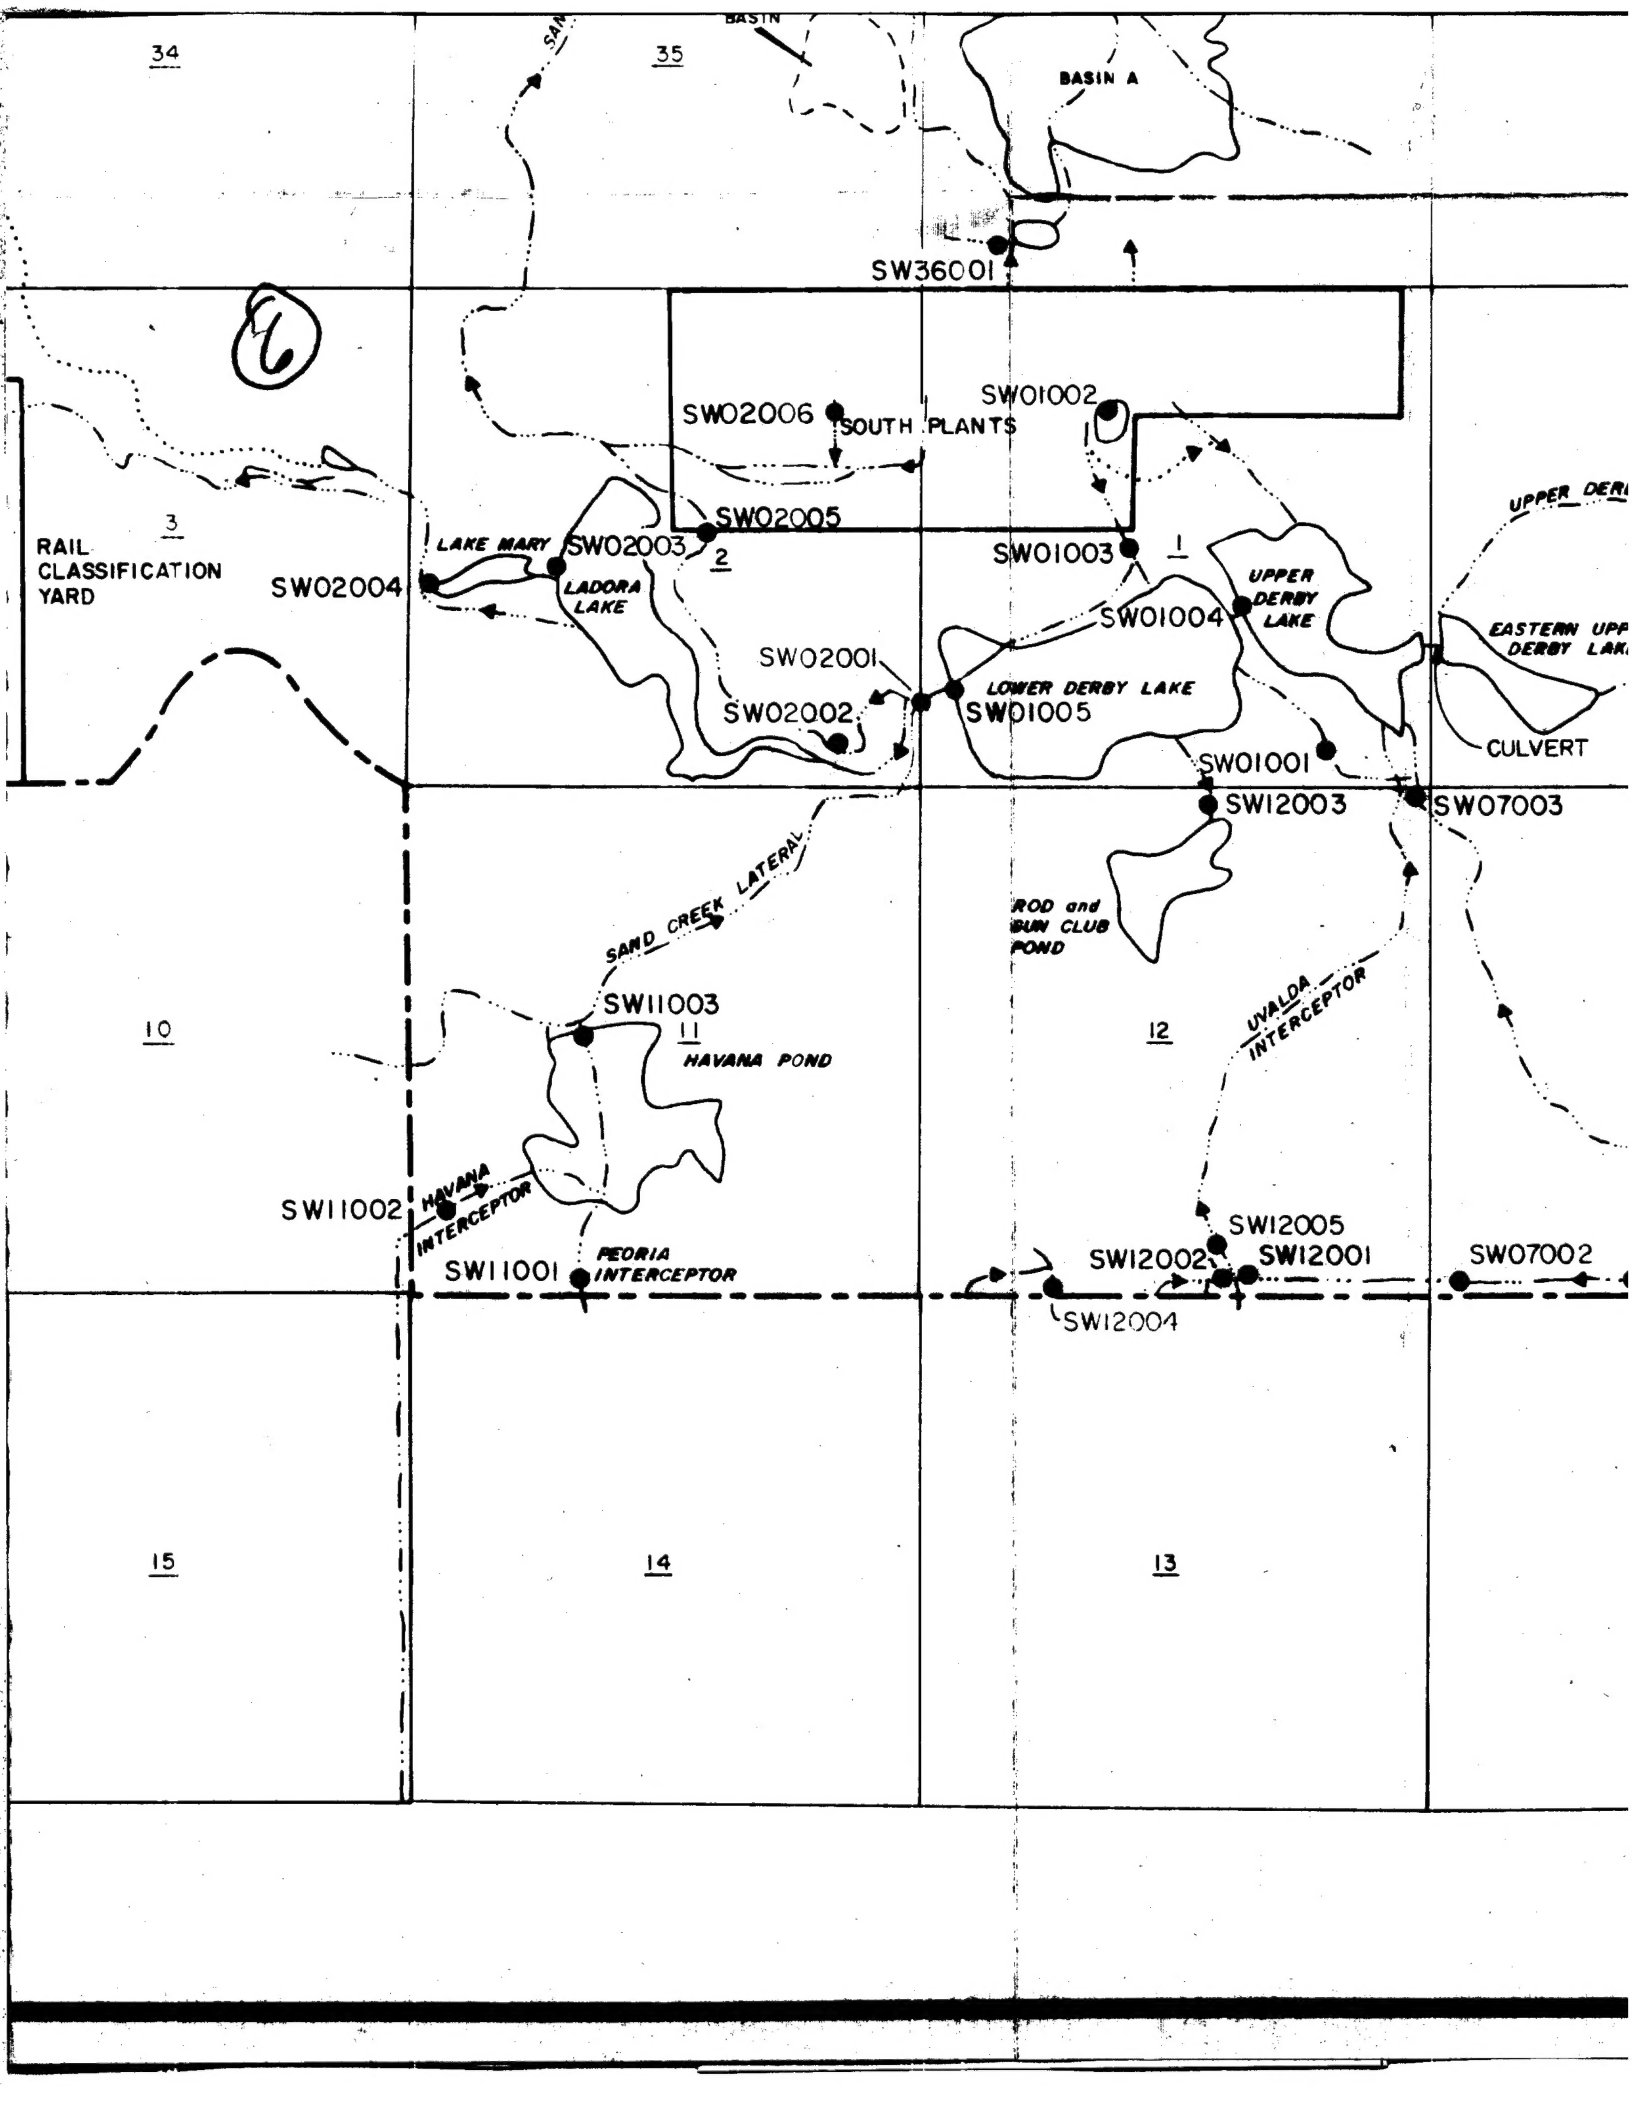 34
35
SAN
BASIN
BASIN A
SW36001
6
SW02006
SOUTH PLANTS
SW01002
3
RAIL
CLASSIFICATION
YARD
LAKE MARY
SW02003
SW02005
2
SW02004
LADORA
LAKE
SW01003
1
UPPER DER
UPPER
DERBY
LAKE
SW01004
EASTERN UPP
DERBY LAK
SW02001
LOWER DERBY LAKE
SW02002
SW01005
SW01001
CULVERT
SW12003
SW07003
SAND CREEK LATERAL
ROD and
GUN CLUB
POND
10
SW11003
11
HAVANA POND
12
UVALDA
INTERCEPTOR
SW11002
HAVANA
INTERCEPTOR
SW11001
PEORIA
INTERCEPTOR
SW12005
SW12002
SW12001
SW07002
SW12004
15
14
13